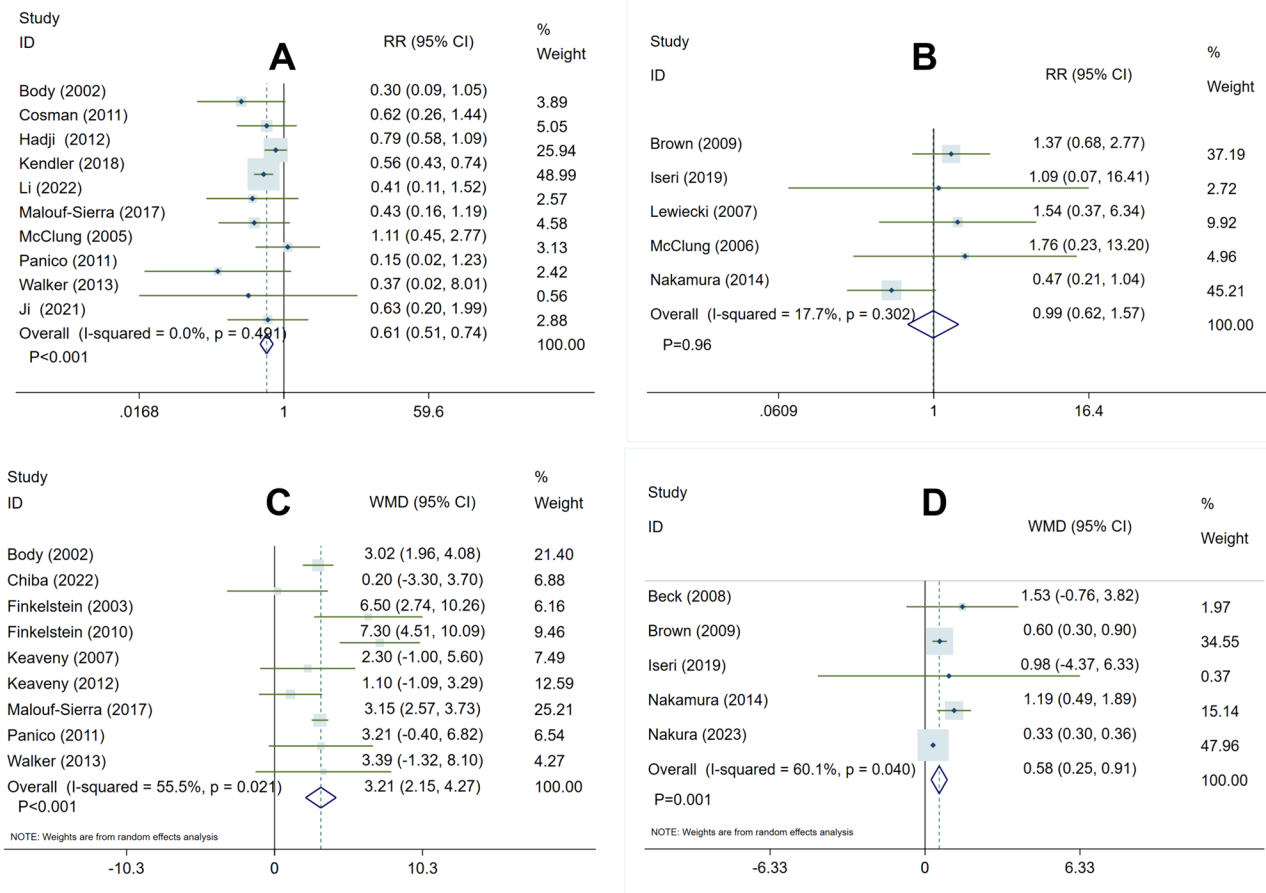 A
Study
ID RR (95% CI) % Weight
Body (2002) 0.30 (0.09, 1.05) 3.89
Cosman (2011) 0.62 (0.26, 1.44) 5.05
Hadji (2012) 0.79 (0.58, 1.09) 25.94
Kendler (2018) 0.56 (0.43, 0.74) 48.99
Li (2022) 0.41 (0.11, 1.52) 2.57
Malouf-Sierra (2017) 0.43 (0.16, 1.19) 4.58
McClung (2005) 1.11 (0.45, 2.77) 3.13
Panico (2011) 0.15 (0.02, 1.23) 2.42
Walker (2013) 0.37 (0.02, 8.01) 0.56
Ji (2021) 0.63 (0.20, 1.99) 2.88
Overall (I-squared = 0.0%, p = 0.491) 0.61 (0.51, 0.74) 100.00
P<0.001
.0168 1 59.6
B
Study
ID RR (95% CI) % Weight
Brown (2009) 1.37 (0.68, 2.77) 37.19
Iseri (2019) 1.09 (0.07, 16.41) 2.72
Lewiecki (2007) 1.54 (0.37, 6.34) 9.92
McClung (2006) 1.76 (0.23, 13.20) 4.96
Nakamura (2014) 0.47 (0.21, 1.04) 45.21
Overall (I-squared = 17.7%, p = 0.302) 0.99 (0.62, 1.57) 100.00
P=0.96
.0609 1 16.4
C
Study
ID WMD (95% CI) % Weight
Body (2002) 3.02 (1.96, 4.08) 21.40
Chiba (2022) 0.20 (-3.30, 3.70) 6.88
Finkelstein (2003) 6.50 (2.74, 10.26) 6.16
Finkelstein (2010) 7.30 (4.51, 10.09) 9.46
Keaveny (2007) 2.30 (-1.00, 5.60) 7.49
Keaveny (2012) 1.10 (-1.09, 3.29) 12.59
Malouf-Sierra (2017) 3.15 (2.57, 3.73) 25.21
Panico (2011) 3.21 (-0.40, 6.82) 6.54
Walker (2013) 3.39 (-1.32, 8.10) 4.27
Overall (I-squared = 55.5%, p = 0.021) 3.21 (2.15, 4.27) 100.00
P<0.001
NOTE: Weights are from random effects analysis
-10.3 0 10.3
D
Study
ID WMD (95% CI) % Weight
Beck (2008) 1.53 (-0.76, 3.82) 1.97
Brown (2009) 0.60 (0.30, 0.90) 34.55
Iseri (2019) 0.98 (-4.37, 6.33) 0.37
Nakamura (2014) 1.19 (0.49, 1.89) 15.14
Nakura (2023) 0.33 (0.30, 0.36) 47.96
Overall (I-squared = 60.1%, p = 0.040) 0.58 (0.25, 0.91) 100.00
P=0.001
NOTE: Weights are from random effects analysis
-6.33 0 6.33